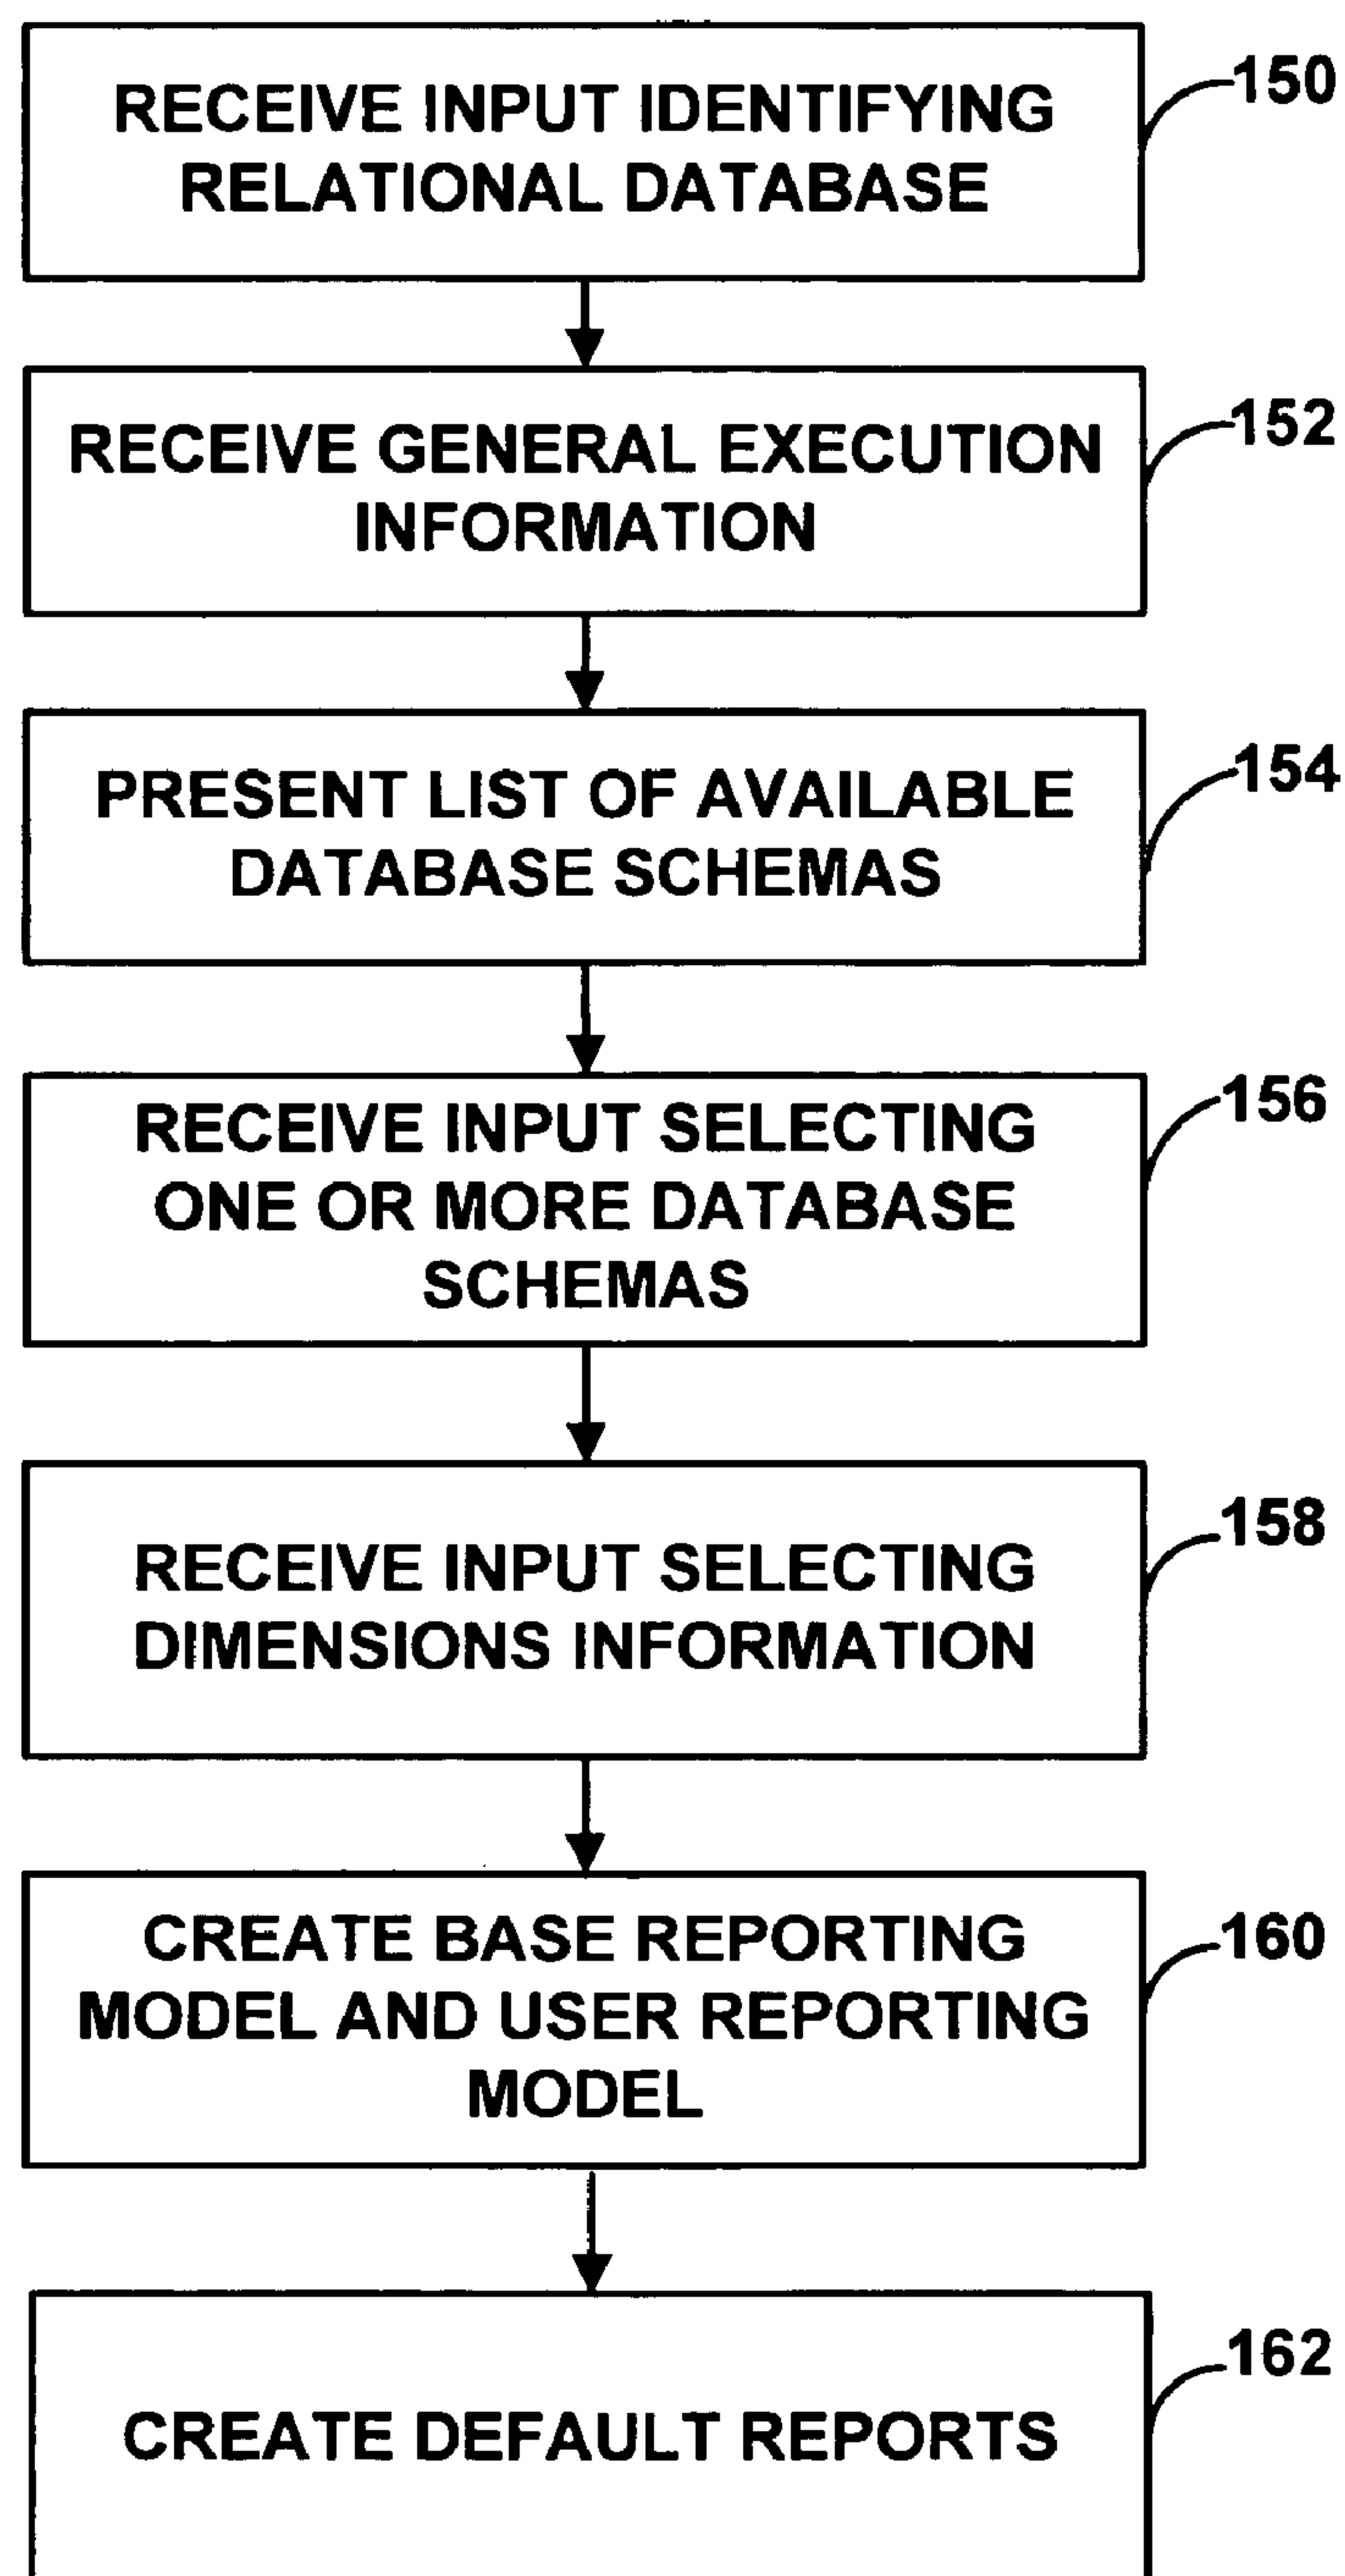 RECEIVE INPUT IDENTIFYING
RELATIONAL DATABASE
150
RECEIVE GENERAL EXECUTION
INFORMATION
152
PRESENT LIST OF AVAILABLE
DATABASE SCHEMAS
154
RECEIVE INPUT SELECTING
ONE OR MORE DATABASE
SCHEMAS
156
RECEIVE INPUT SELECTING
DIMENSIONS INFORMATION
158
CREATE BASE REPORTING
MODEL AND USER REPORTING
MODEL
160
CREATE DEFAULT REPORTS
162